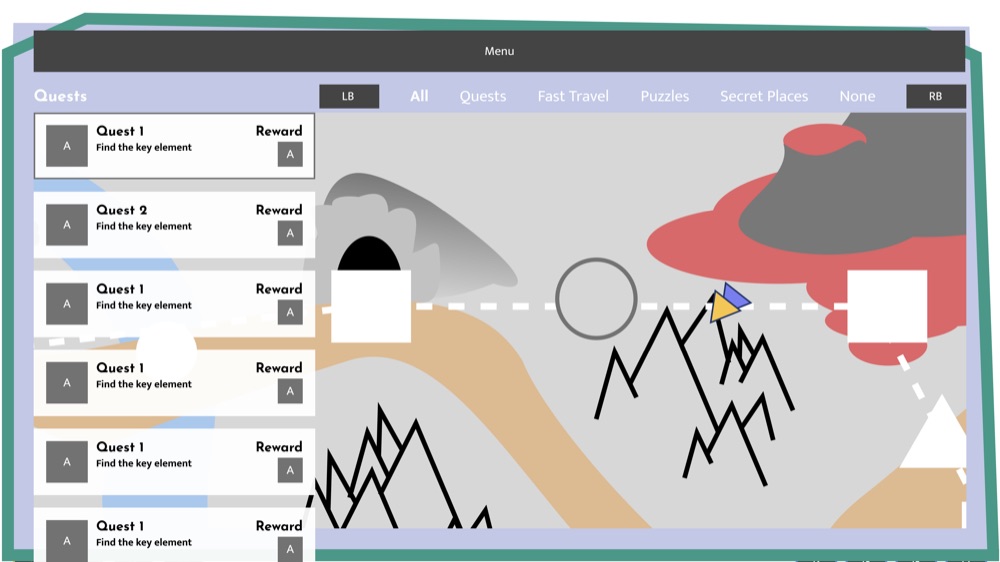 Menu
Quests
LB
All
Quests
Fast Travel
Puzzles
Secret Places
None
RB
A
Quest 1
Find the key element
Reward
A
A
Quest 2
Find the key element
Reward
A
A
Quest 1
Find the key element
Reward
A
A
Quest 1
Find the key element
Reward
A
A
Quest 1
Find the key element
Reward
A
A
Quest 1
Find the key element
Reward
A